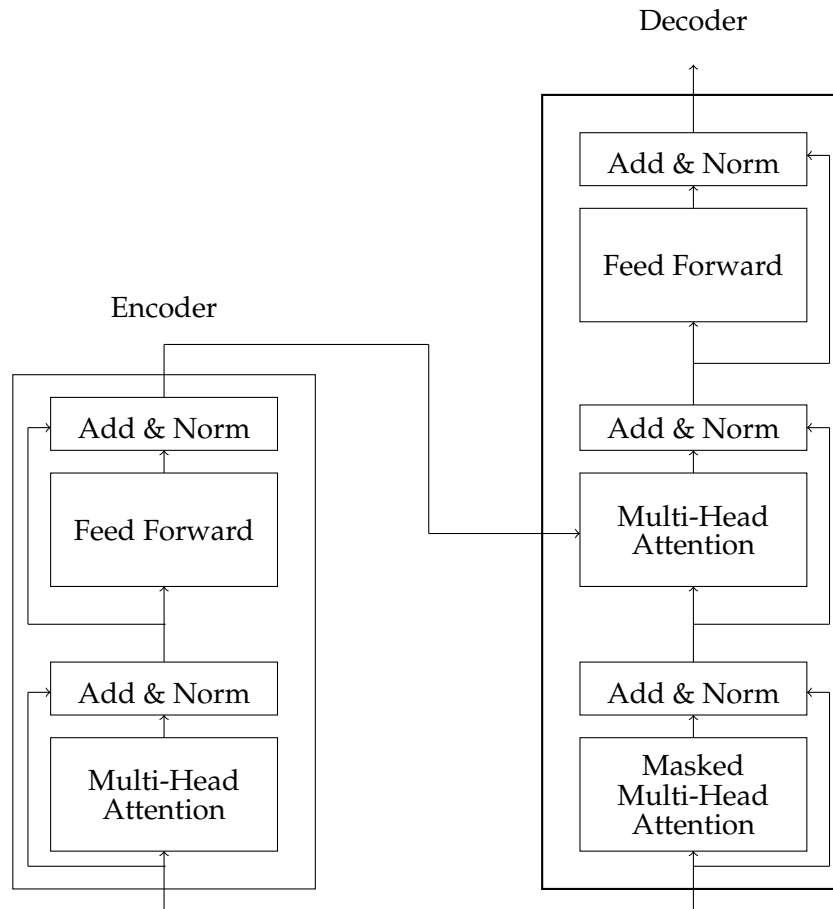 Decoder
Add & Norm
Feed Forward
Add & Norm
Multi-Head
Attention
Add & Norm
Masked
Multi-Head
Attention
Encoder
Add & Norm
Feed Forward
Add & Norm
Multi-Head
Attention